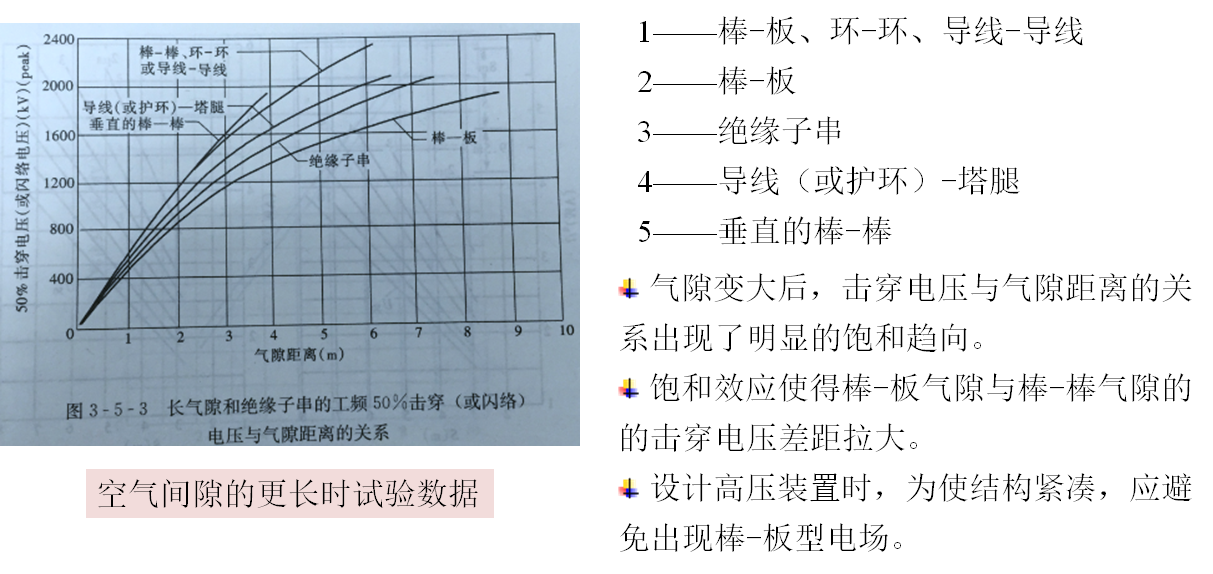 2400
2000
1600
1200
800
400
0
1 2 3 4 5 6 7 8 9 10
50%击穿电压(或闪络电压)(kV)(peak)
棒-棒、环-环
或导线-导线
导线(或护环)—塔腿
垂直的棒—棒
棒—板
绝缘子串
气隙距离(m)
图 3-5-3 长气隙和绝缘子串的工频50%击穿(或闪络)
电压与气隙距离的关系
空气间隙的更长时试验数据
1——棒-板、环-环、导线-导线
2——棒-板
3——绝缘子串
4——导线（或护环）-塔腿
5——垂直的棒-棒
气隙变大后，击穿电压与气隙距离的关
系出现了明显的饱和趋向。
饱和效应使得棒-板气隙与棒-棒气隙的
的击穿电压差距拉大。
设计高压装置时，为使结构紧凑，应避
免出现棒-板型电场。